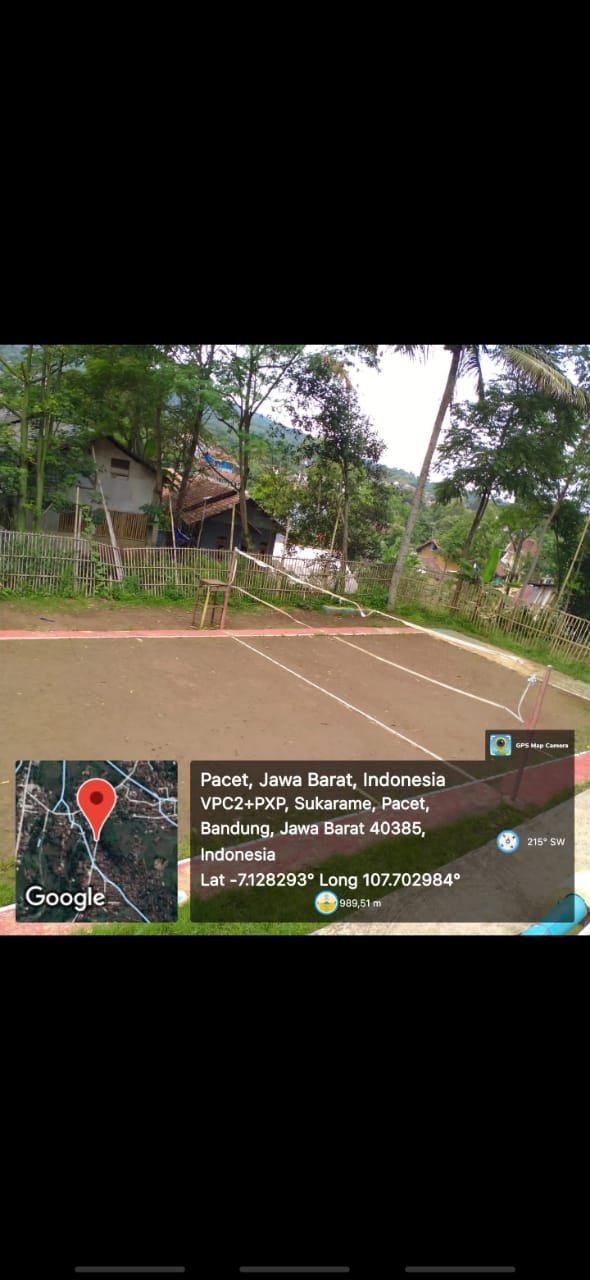 GPS Map Camera
Pacet, Jawa Barat, Indonesia
VPC2+PXP, Sukarame, Pacet,
Bandung, Jawa Barat 40385,
Indonesia
Lat -7.128293° Long 107.702984°
215° SW
989,51 m
Google